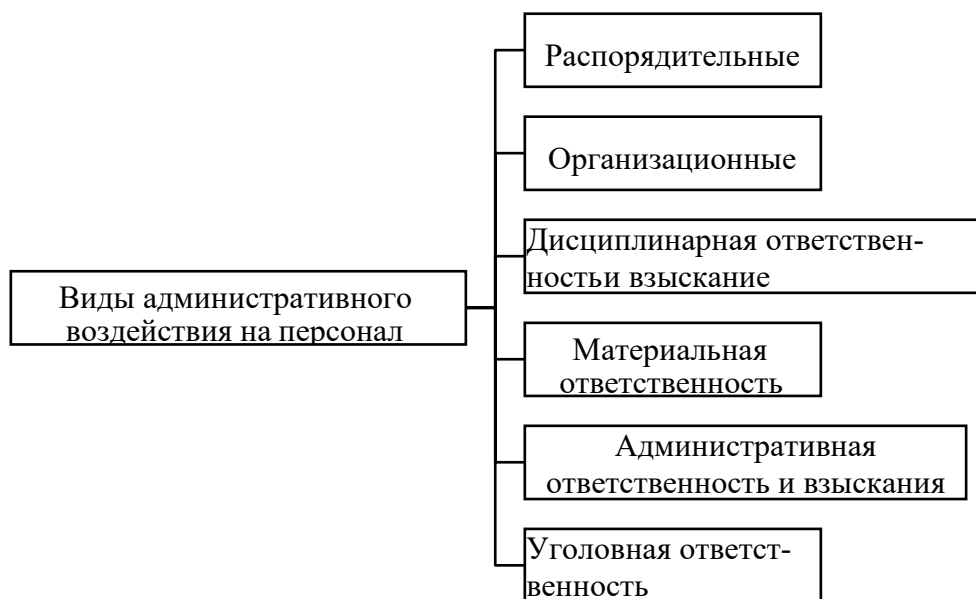 Распорядительные
Организационные
Дисциплинарная ответствен-
ностьи взыскание
Виды административного
воздействия на персонал
Материальная
ответственность
Административная
ответственность и взыскания
Уголовная ответст-
венность